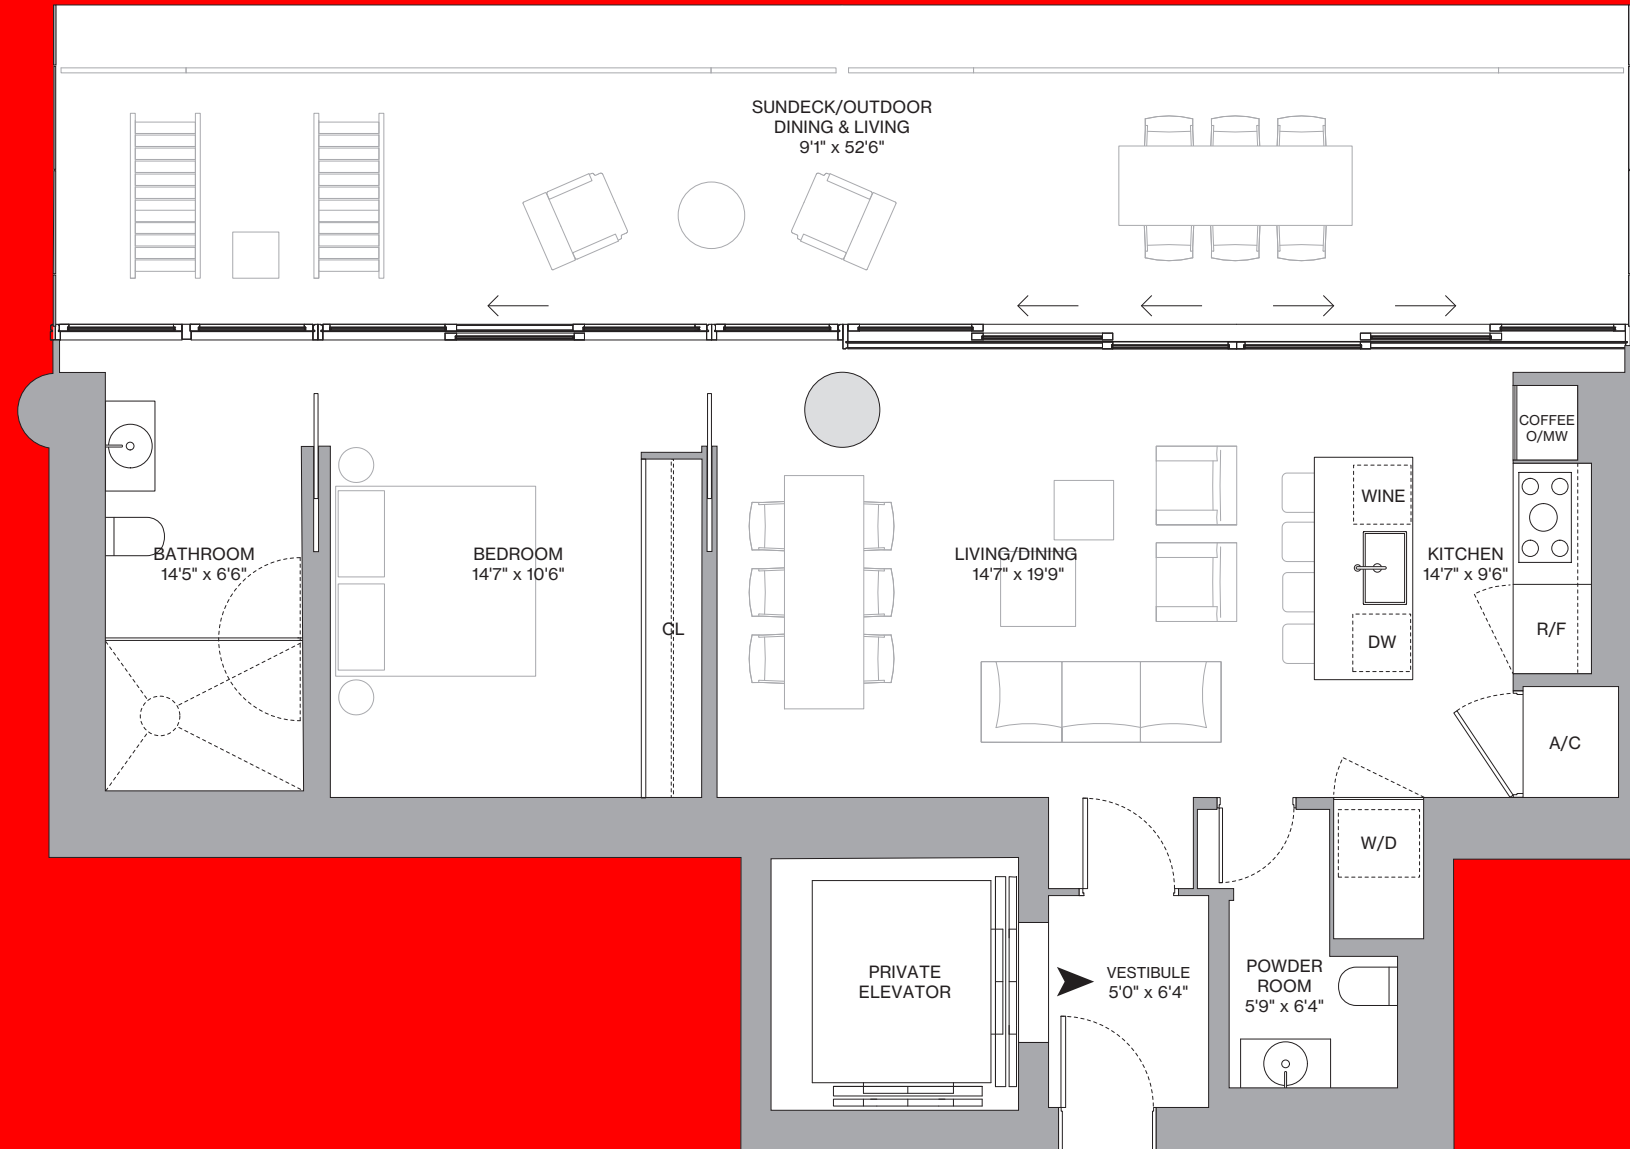 SUNDECK/OUTDOOR
DINING & LIVING
9'1" x 52'6"
COFFEE
O/MW
WINE
BATHROOM
14'5" x 6'6"
BEDROOM
14'7" x 10'6"
LIVING/DINING
14'7" x 19'9"
KITCHEN
14'7" x 9'6"
CL
DW
R/F
A/C
W/D
PRIVATE
ELEVATOR
VESTIBULE
5'0" x 6'4"
POWDER
ROOM
5'9" x 6'4"